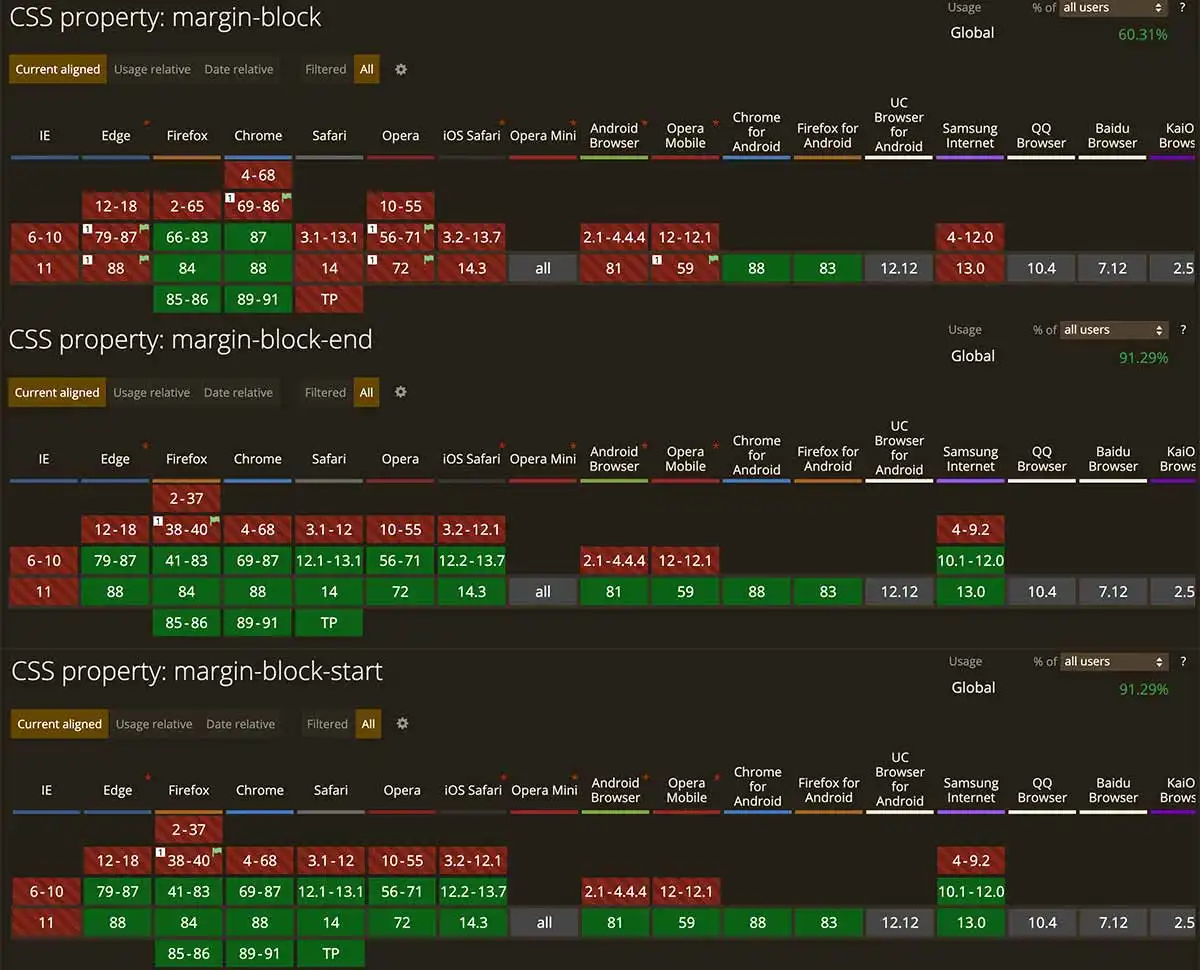 CSS property: margin-block
Usage % of all users ?
Global 60.31%
Current aligned Usage relative Date relative Filtered All
IE Edge * Firefox Chrome Safari Opera iOS Safari * Opera Mini * Android Browser * Opera Mobile * Chrome for Android Firefox for Android UC Browser for Android Samsung Internet QQ Browser Baidu Browser KaiO Brows
4-68
12-18 2-65 1 69-86 10-55
6-10 1 79-87 66-83 87 3.1-13.1 1 56-71 3.2-13.7 2.1-4.4.4 12-12.1 4-12.0
11 1 88 84 88 14 1 72 14.3 all 81 1 59 88 83 12.12 13.0 10.4 7.12 2.5
85-86 89-91 TP
CSS property: margin-block-end
Usage % of all users ?
Global 91.29%
Current aligned Usage relative Date relative Filtered All
IE Edge * Firefox Chrome Safari Opera iOS Safari * Opera Mini * Android Browser * Opera Mobile * Chrome for Android Firefox for Android UC Browser for Android Samsung Internet QQ Browser Baidu Browser KaiO Brows
2-37
12-18 1 38-40 4-68 3.1-12 10-55 3.2-12.1 4-9.2
6-10 79-87 41-83 69-87 12.1-13.1 56-71 12.2-13.7 2.1-4.4.4 12-12.1 10.1-12.0
11 88 84 88 14 72 14.3 all 81 59 88 83 12.12 13.0 10.4 7.12 2.5
85-86 89-91 TP
CSS property: margin-block-start
Usage % of all users ?
Global 91.29%
Current aligned Usage relative Date relative Filtered All
IE Edge * Firefox Chrome Safari Opera iOS Safari * Opera Mini * Android Browser * Opera Mobile * Chrome for Android Firefox for Android UC Browser for Android Samsung Internet QQ Browser Baidu Browser KaiO Brows
2-37
12-18 1 38-40 4-68 3.1-12 10-55 3.2-12.1 4-9.2
6-10 79-87 41-83 69-87 12.1-13.1 56-71 12.2-13.7 2.1-4.4.4 12-12.1 10.1-12.0
11 88 84 88 14 72 14.3 all 81 59 88 83 12.12 13.0 10.4 7.12 2.5
85-86 89-91 TP